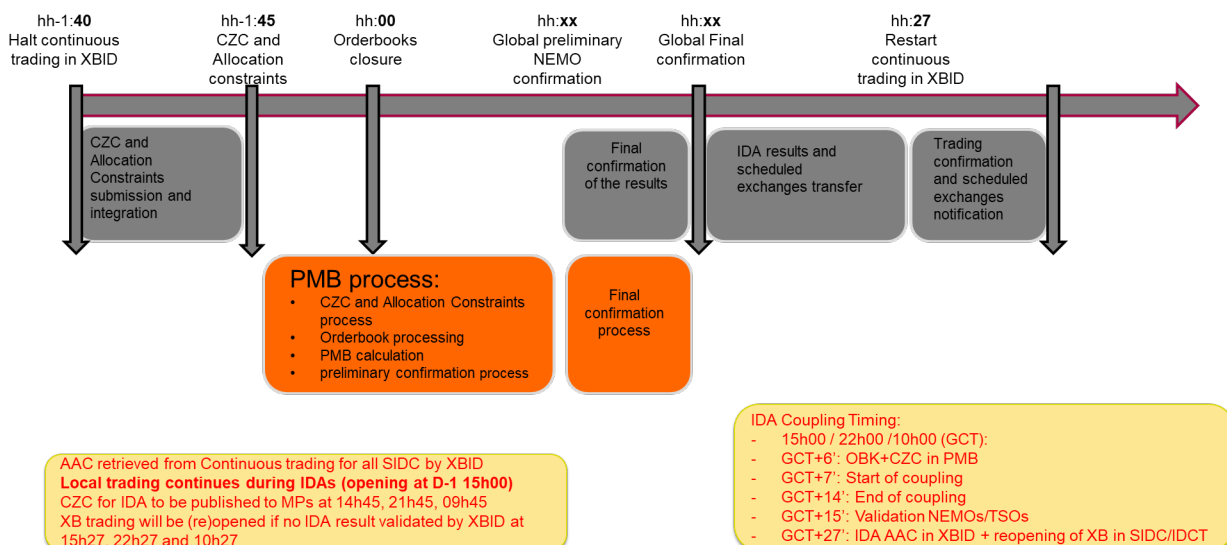 hh-1:40
Halt continuous
trading in XBID
hh-1:45
CZC and
Allocation
constraints
hh:00
Orderbooks
closure
hh:xx
Global preliminary
NEMO
confirmation
hh:xx
Global Final
confirmation
hh:27
Restart
continuous
trading in XBID
CZC and
Allocation
Constraints
submission and
integration
Final
confirmation
of the results
IDA results and
scheduled
exchanges transfer
Trading
confirmation
and scheduled
exchanges
notification
PMB process:
• CZC and Allocation Constraints
process
• Orderbook processing
• PMB calculation
• preliminary confirmation process
Final
confirmation
process
AAC retrieved from Continuous trading for all SIDC by XBID
Local trading continues during IDAs (opening at D-1 15h00)
CZC for IDA to be published to MPs at 14h45, 21h45, 09h45
XB trading will be (re)opened if no IDA result validated by XBID at
15h27, 22h27 and 10h27
IDA Coupling Timing:
- 15h00 / 22h00 /10h00 (GCT):
- GCT+6': OBK+CZC in PMB
- GCT+7': Start of coupling
- GCT+14': End of coupling
- GCT+15': Validation NEMOs/TSOs
- GCT+27': IDA AAC in XBID + reopening of XB in SIDC/IDCT